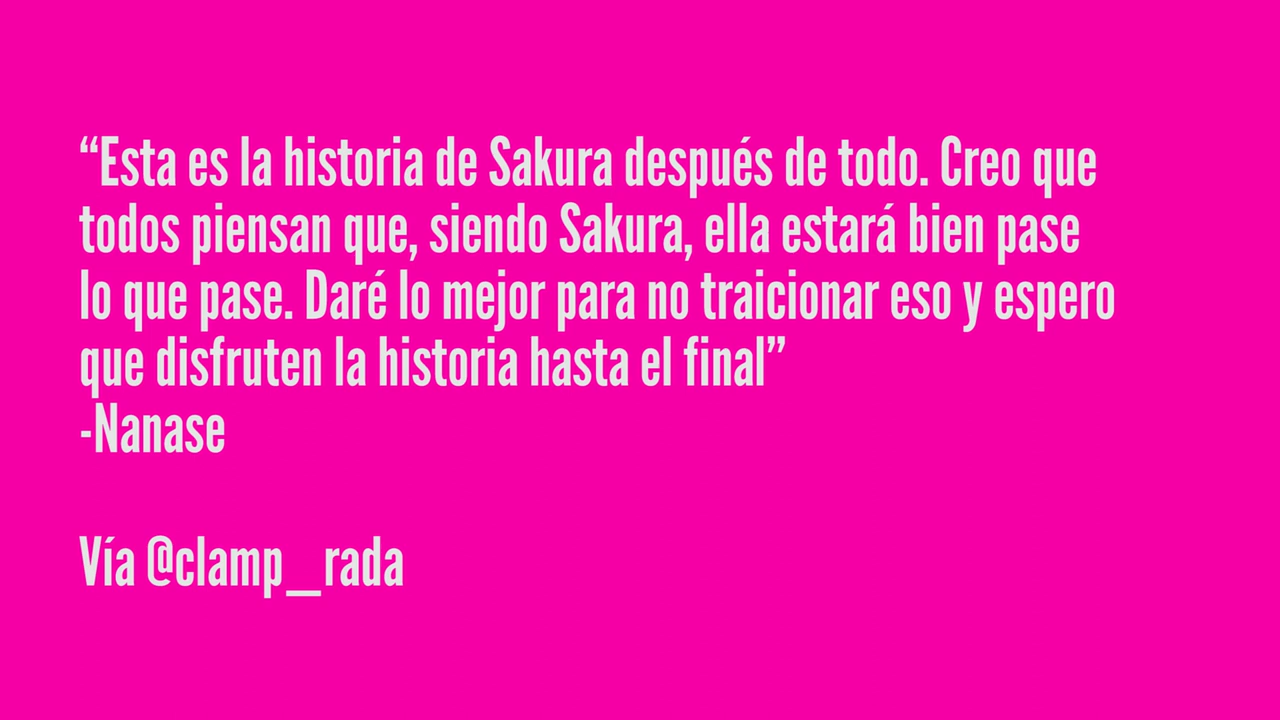 “Esta es la historia de Sakura después de todo. Creo que
todos piensan que, siendo Sakura, ella estará bien pase
lo que pase. Daré lo mejor para no traicionar eso y espero
que disfruten la historia hasta el final”
-Nanase
Vía @clamp_rada